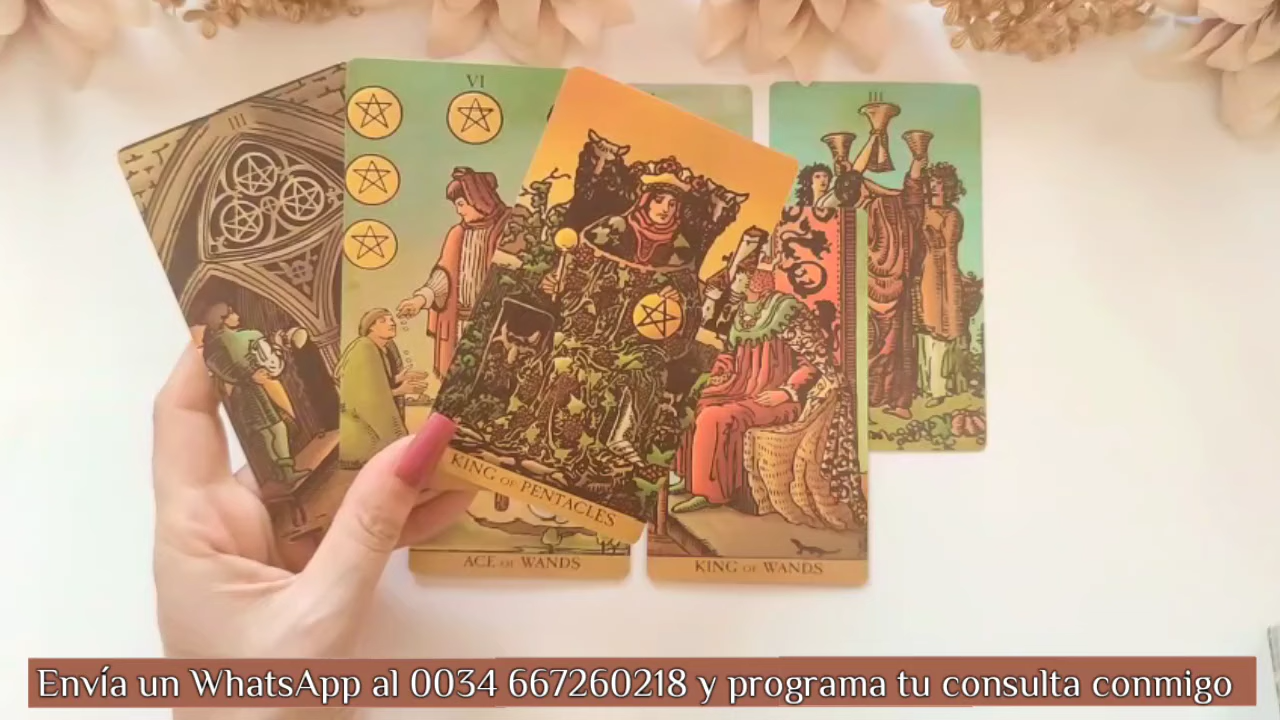 III
VI
III
KING OF PENTACLES
ACE OF WANDS
KING OF WANDS
Envía un WhatsApp al 0034 667260218 y programa tu consulta conmigo